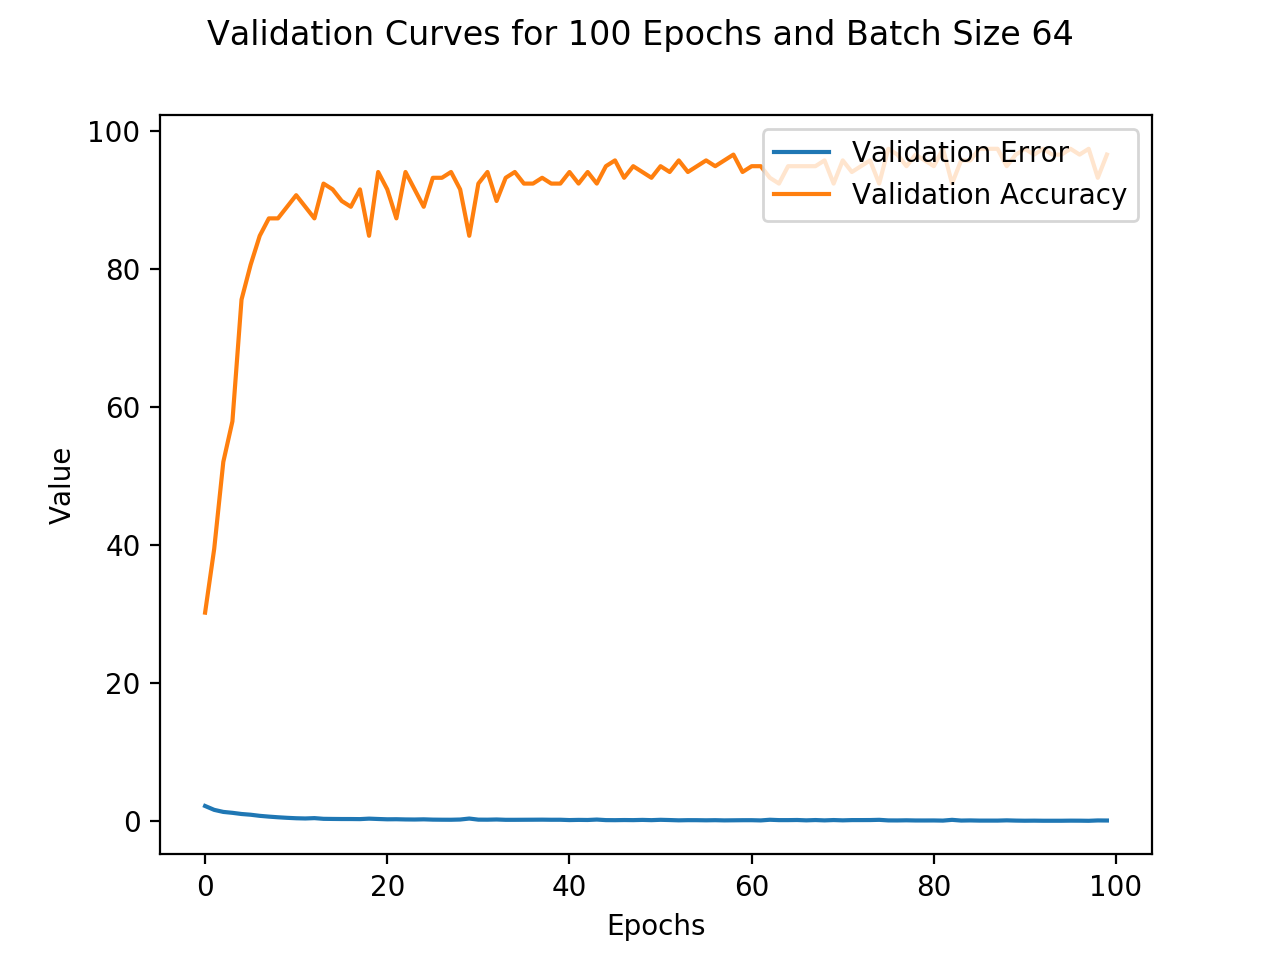 Validation Curves for 100 Epochs and Batch Size 64
100
80
60
40
20
0
Value
Validation Error
Validation Accuracy
0 20 40 60 80 100
Epochs